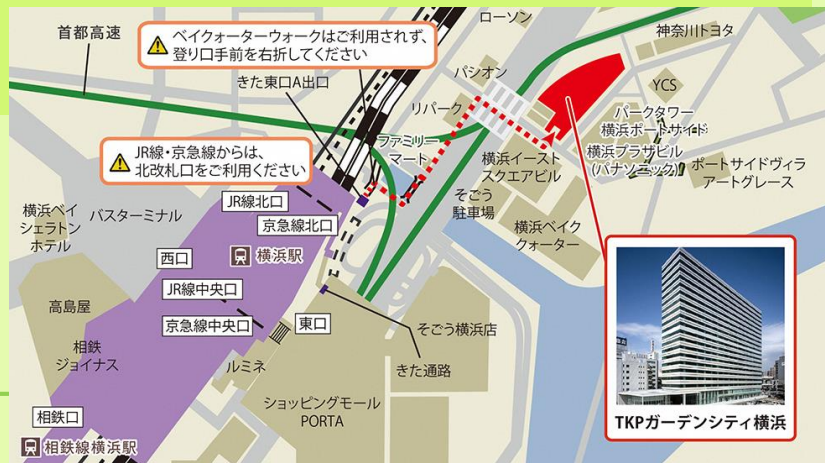 ローソン
首都高速
ベイクォーターウォークはご利用されず、
登り口手前を右折してください
神奈川トヨタ
パシオン
きた東口A出口
YCS
リパーク
パークタワー
横浜ポートサイド
ファミリー
マート
JR線・京急線からは、
北改札口をご利用ください
横浜イースト
スクエアビル
横浜プラザビル
(パナソニック)
ポートサイドヴィラ
アートグレース
JR線北口
そごう
駐車場
横浜ベイ
シェラトン
ホテル
バスターミナル
京急線北口
横浜ベイク
クォーター
西口
横浜駅
JR線中央口
高島屋
京急線中央口
東口
そごう横浜店
相鉄
ジョイナス
ルミネ
きた通路
ショッピングモール
PORTA
相鉄口
TKPガーデンシティ横浜
相鉄線横浜駅